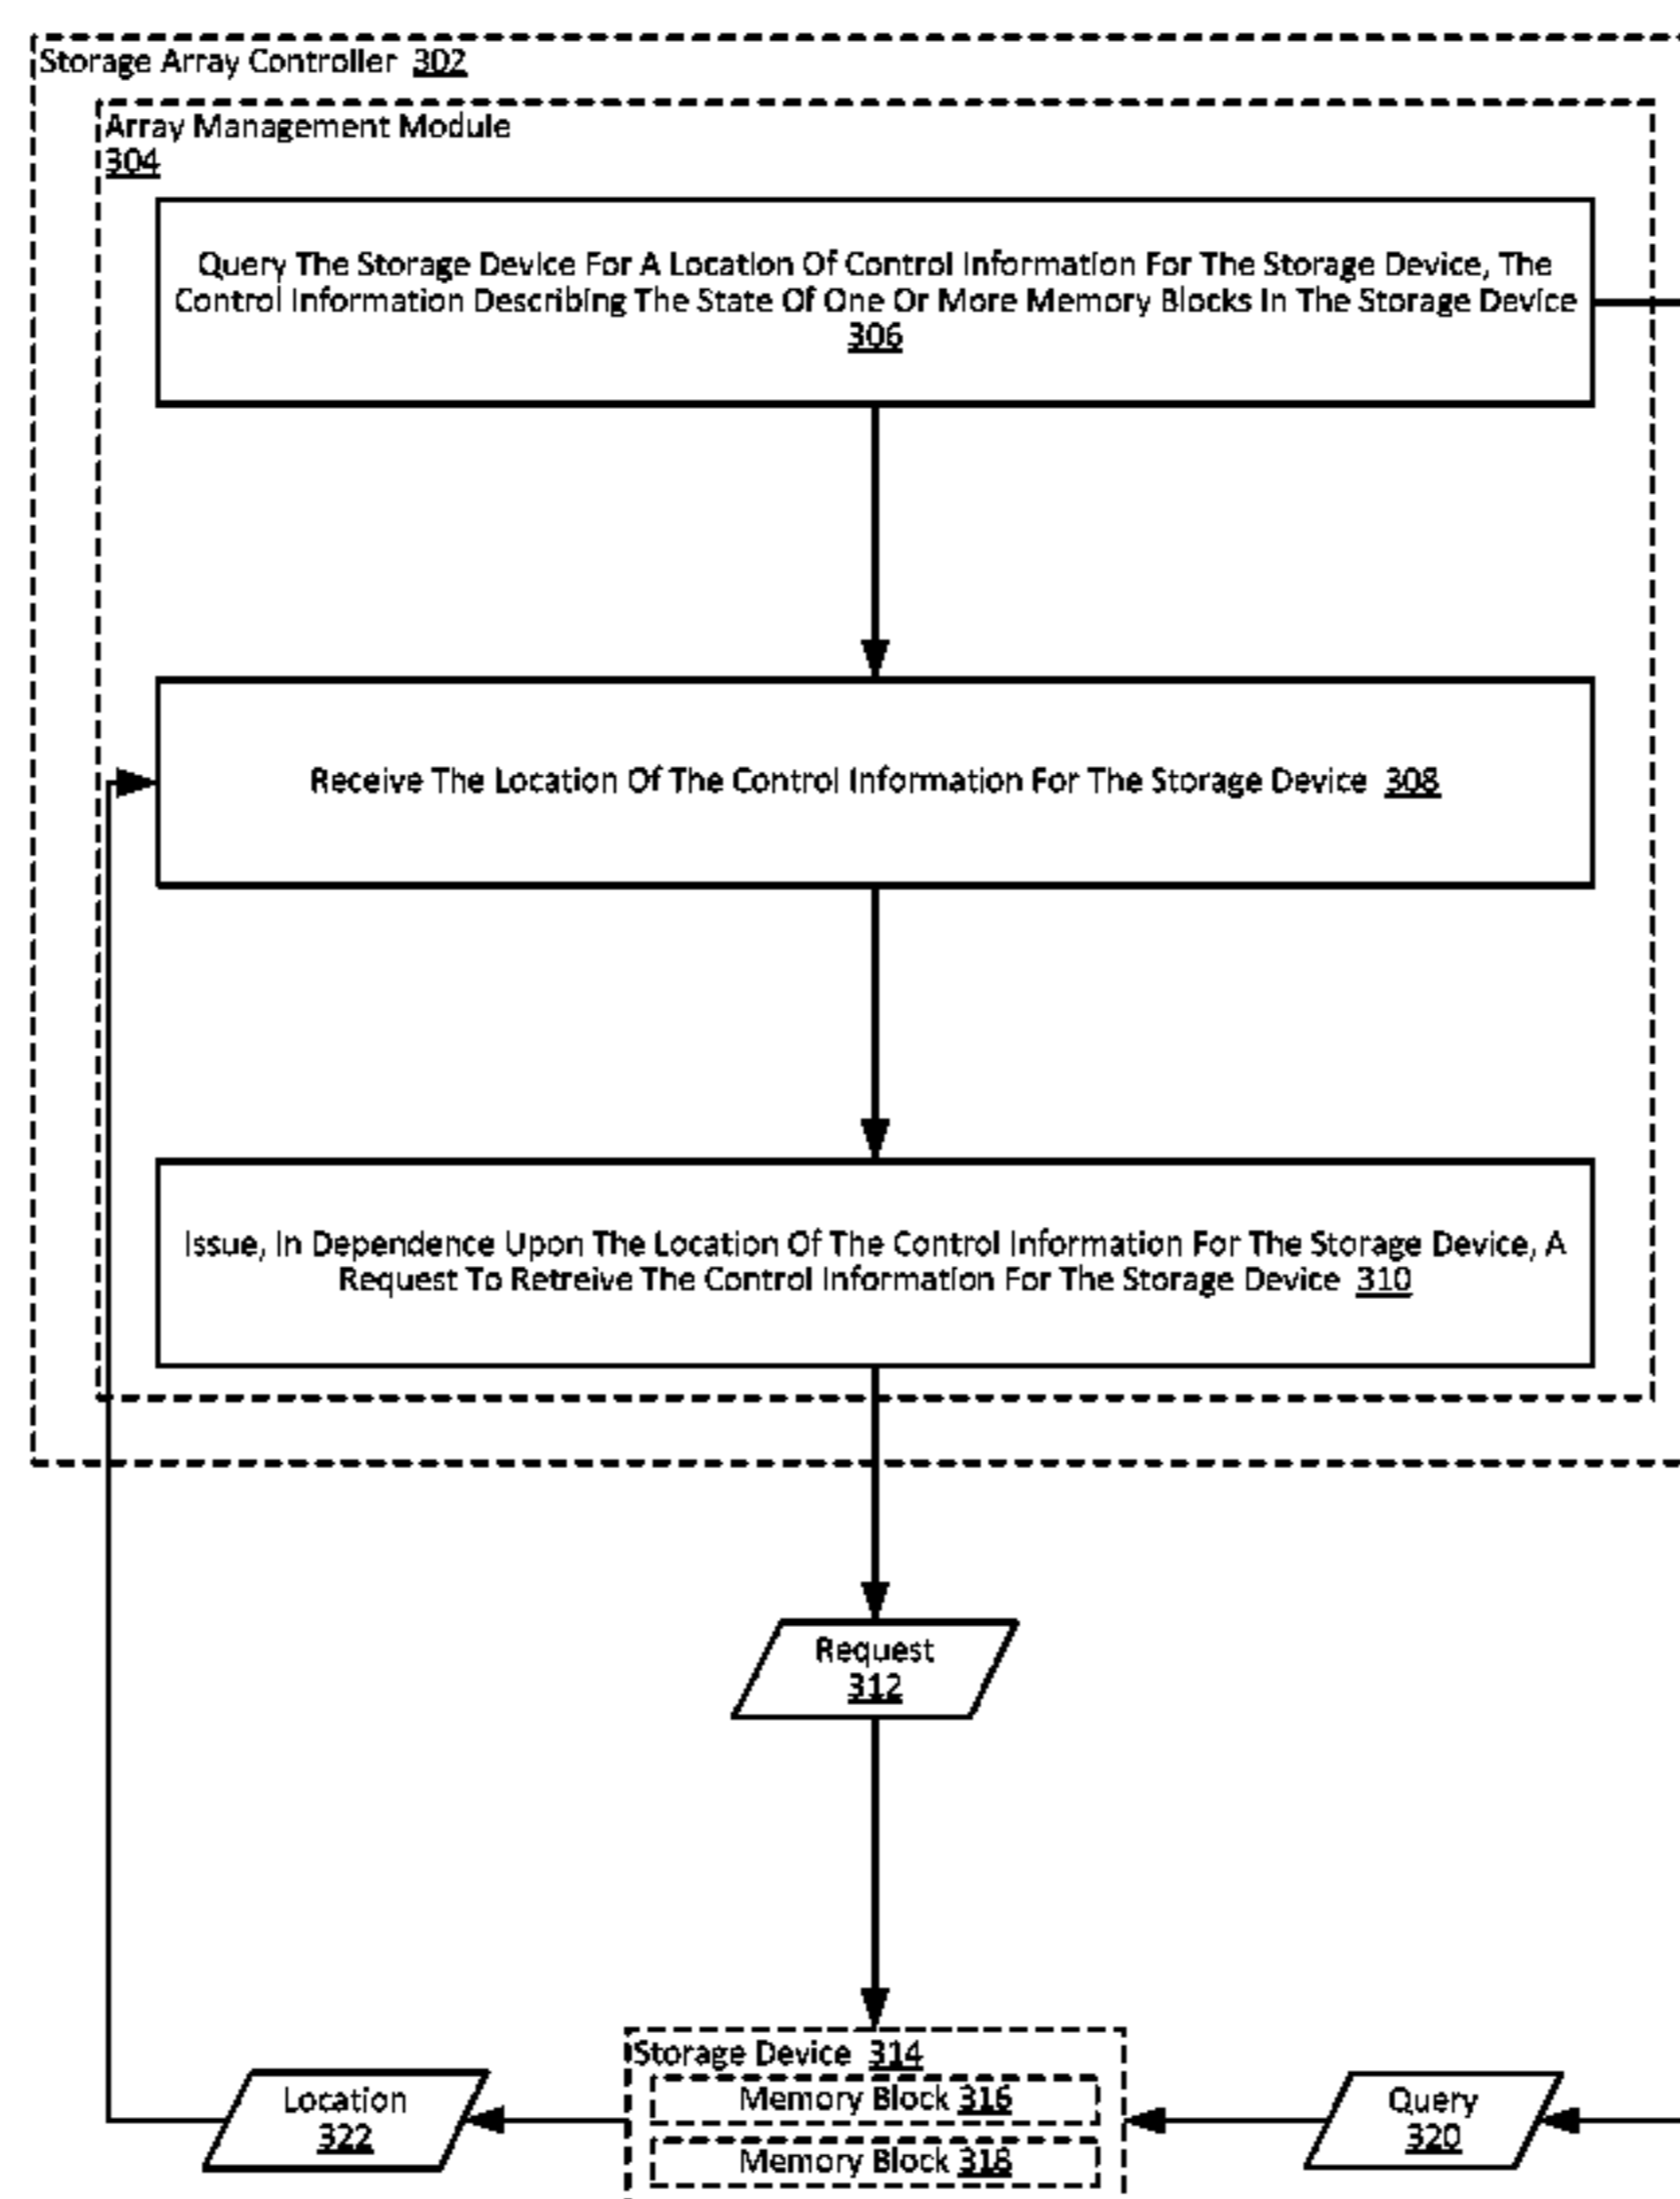 Storage Array Controller 302
Array Management Module
304
Query The Storage Device For A Location Of Control Information For The Storage Device, The
Control Information Describing The State Of One Or More Memory Blocks In The Storage Device
306
Receive The Location Of The Control Information For The Storage Device 308
Issue, In Dependence Upon The Location Of The Control Information For The Storage Device, A
Request To Retreive The Control Information For The Storage Device 310
Request
312
Storage Device 314
Memory Block 316
Memory Block 318
Location
322
Query
320